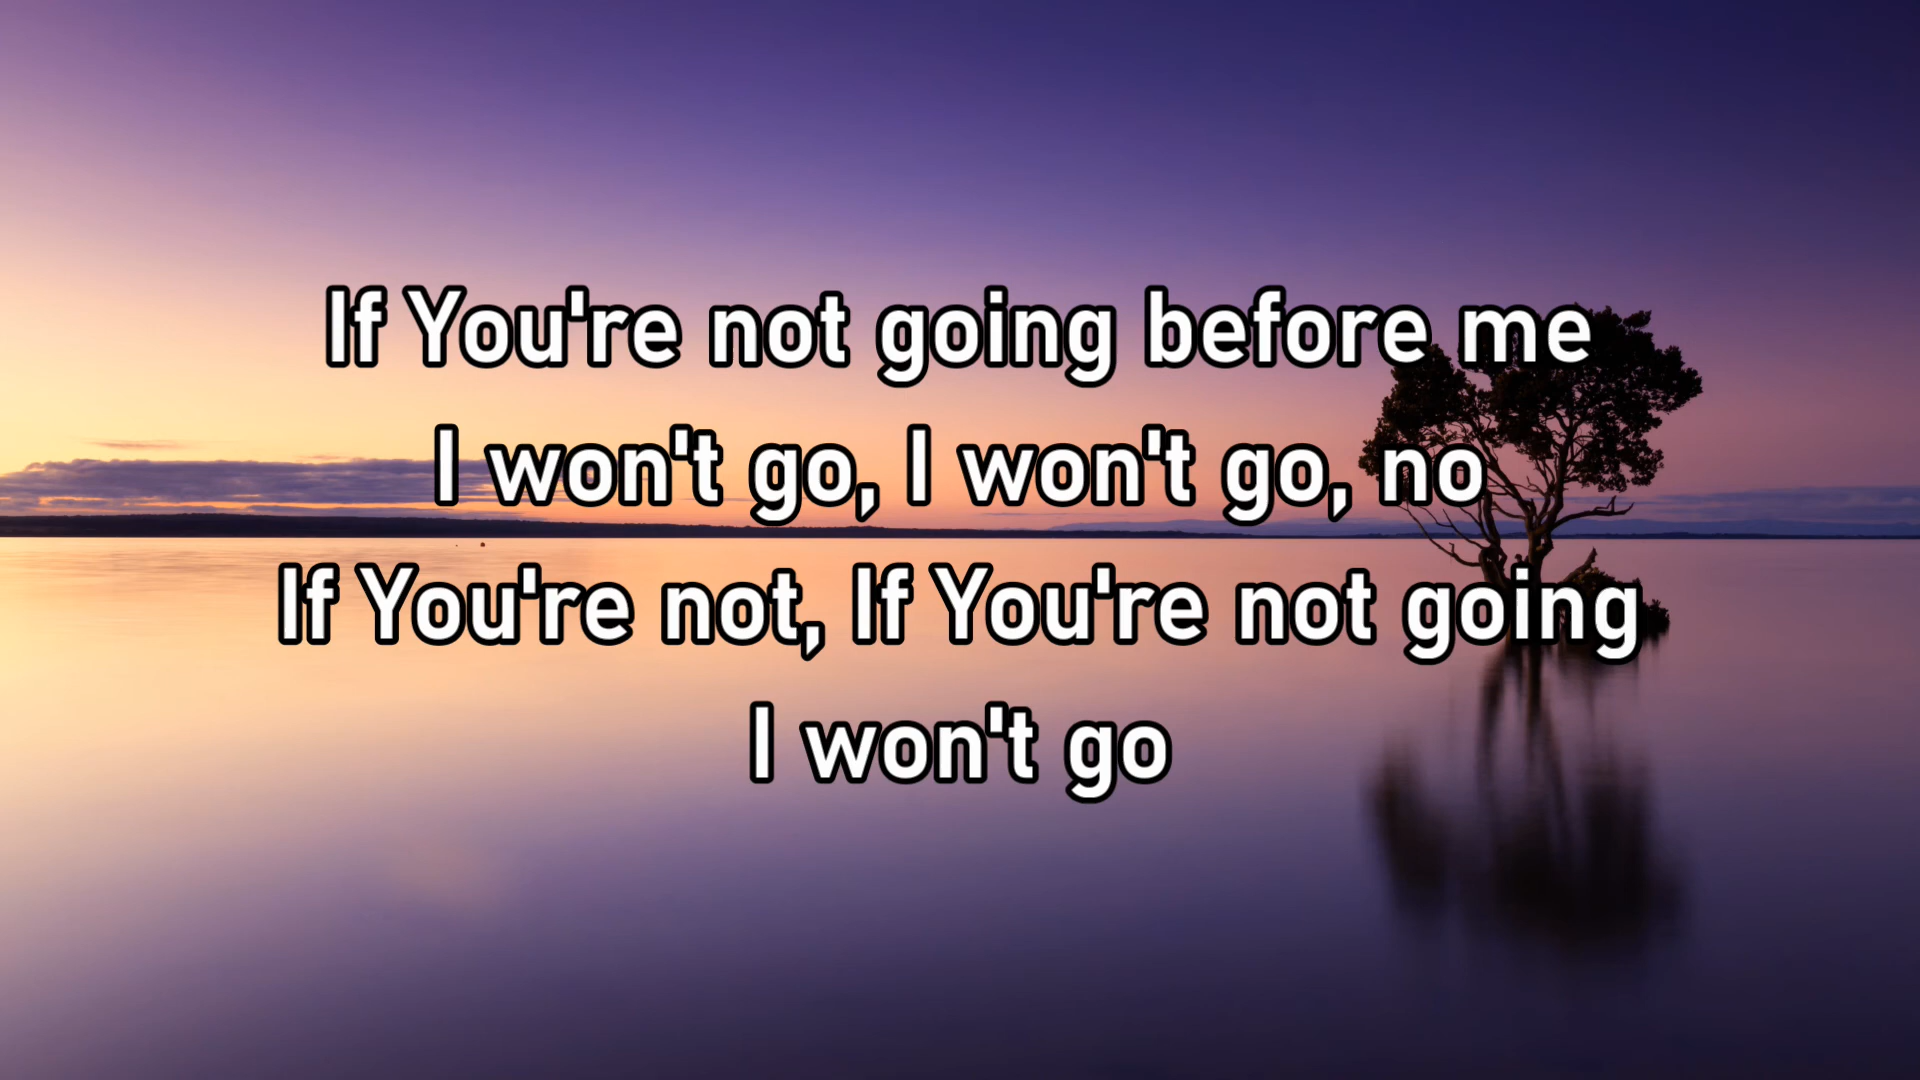 If You're not going before me
I won't go, I won't go, no
If You're not, If You're not going
I won't go